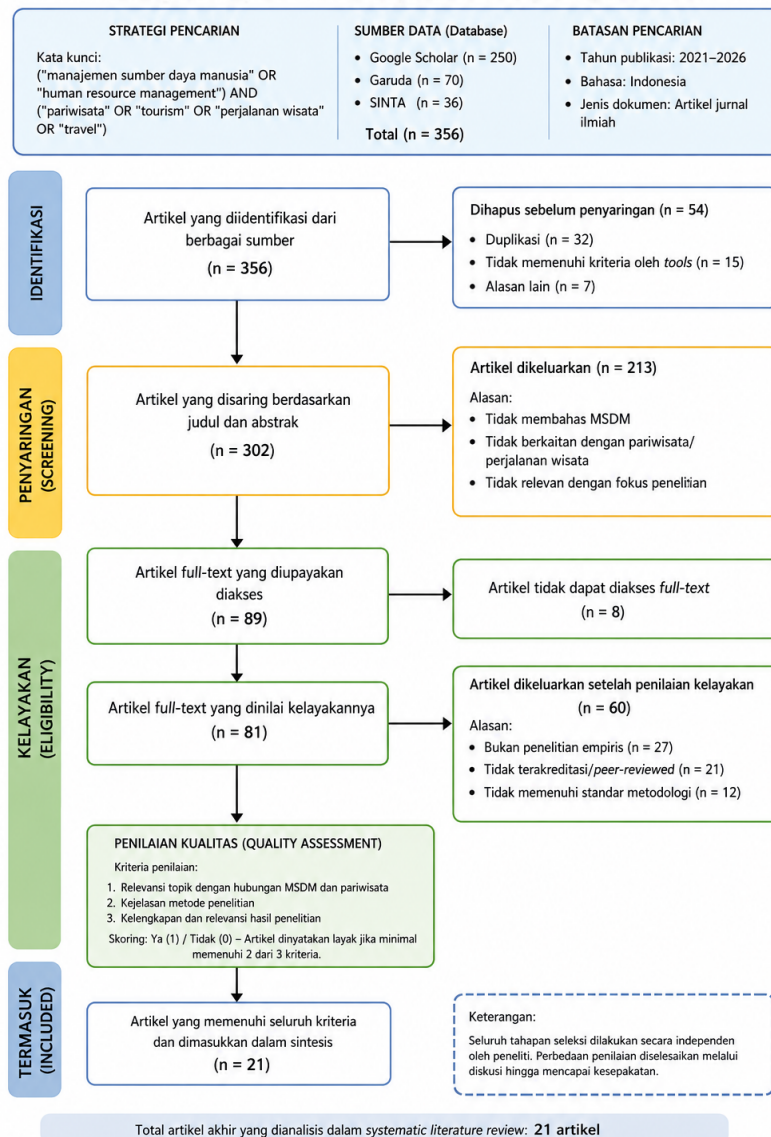 STRATEGI PENCARIAN
Kata kunci:
("manajemen sumber daya manusia" OR
"human resource management") AND
("pariwisata" OR "tourism" OR "perjalanan wisata"
OR "travel")
SUMBER DATA (Database)
• Google Scholar (n = 250)
• Garuda (n = 70)
• SINTA (n = 36)
Total (n = 356)
BATASAN PENCARIAN
• Tahun publikasi: 2021–2026
• Bahasa: Indonesia
• Jenis dokumen: Artikel jurnal
ilmiah
IDENTIFIKASI
Artikel yang diidentifikasi dari
berbagai sumber
(n = 356)
Dihapus sebelum penyaringan (n = 54)
• Duplikasi (n = 32)
• Tidak memenuhi kriteria oleh tools (n = 15)
• Alasan lain (n = 7)
PENYARINGAN
(SCREENING)
Artikel yang disaring berdasarkan
judul dan abstrak
(n = 302)
Artikel dikeluarkan (n = 213)
Alasan:
• Tidak membahas MSDM
• Tidak berkaitan dengan pariwisata/
perjalanan wisata
• Tidak relevan dengan fokus penelitian
KELAYAKAN
(ELIGIBILITY)
Artikel full-text yang diupayakan
diakses
(n = 89)
Artikel tidak dapat diakses full-text
(n = 8)
Artikel full-text yang dinilai kelayakannya
(n = 81)
Artikel dikeluarkan setelah penilaian kelayakan
(n = 60)
Alasan:
• Bukan penelitian empiris (n = 27)
• Tidak terakreditasi/peer-reviewed (n = 21)
• Tidak memenuhi standar metodologi (n = 12)
PENILAIAN KUALITAS (QUALITY ASSESSMENT)
Kriteria penilaian:
1. Relevansi topik dengan hubungan MSDM dan pariwisata
2. Kejelasan metode penelitian
3. Kelengkapan dan relevansi hasil penelitian
Skoring: Ya (1) / Tidak (0) – Artikel dinyatakan layak jika minimal
memenuhi 2 dari 3 kriteria.
TERMASUK
(INCLUDED)
Artikel yang memenuhi seluruh kriteria
dan dimasukkan dalam sintesis
(n = 21)
Keterangan:
Seluruh tahapan seleksi dilakukan secara independen
oleh peneliti. Perbedaan penilaian diselesaikan melalui
diskusi hingga mencapai kesepakatan.
Total artikel akhir yang dianalisis dalam systematic literature review: 21 artikel